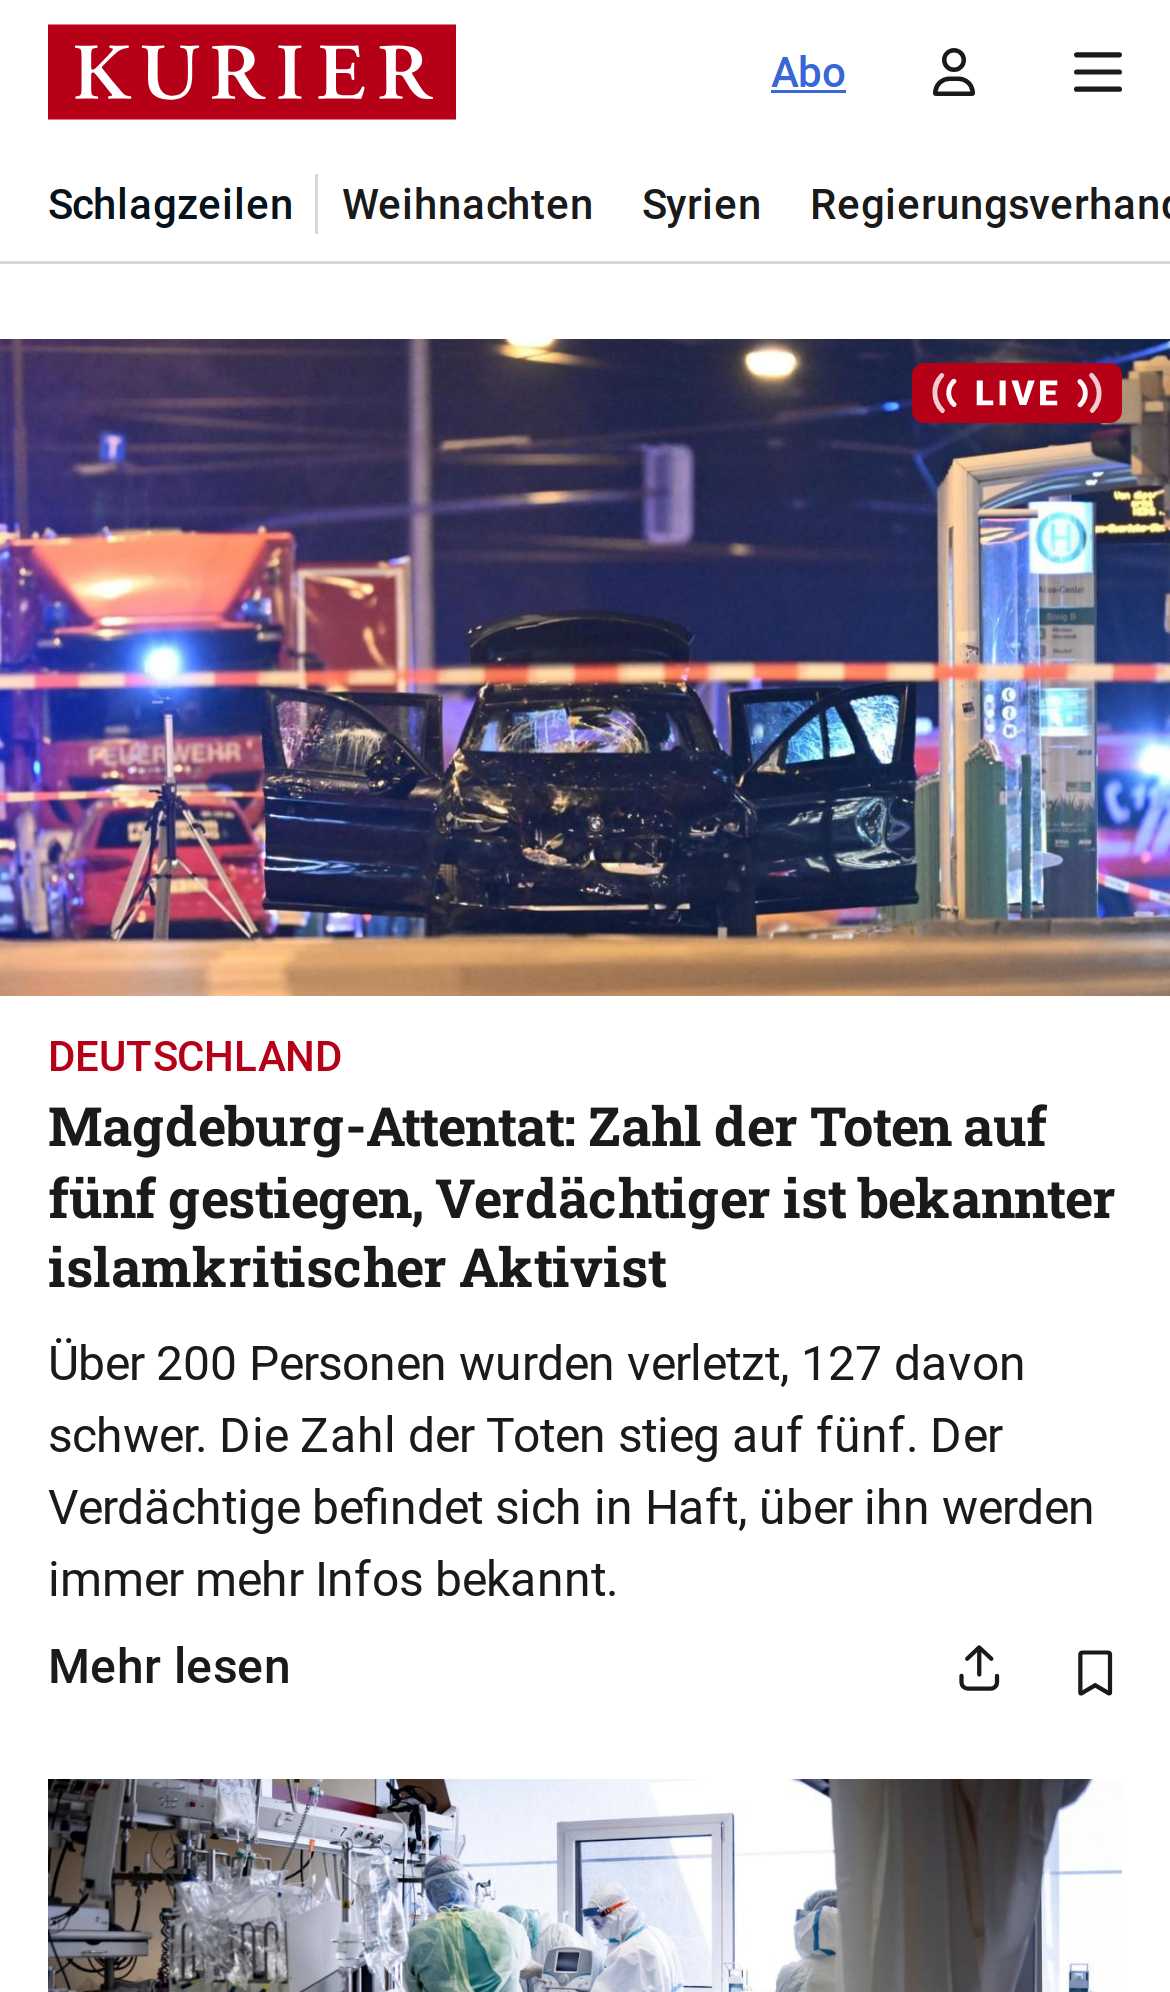 KURIER
Abo
Schlagzeilen
Weihnachten
Syrien
Regierungsverhand
LIVE
H
FEUERWEHR
DEUTSCHLAND
Magdeburg-Attentat: Zahl der Toten auf
fünf gestiegen, Verdächtiger ist bekannter
islamkritischer Aktivist
Über 200 Personen wurden verletzt, 127 davon
schwer. Die Zahl der Toten stieg auf fünf. Der
Verdächtige befindet sich in Haft, über ihn werden
immer mehr Infos bekannt.
Mehr lesen